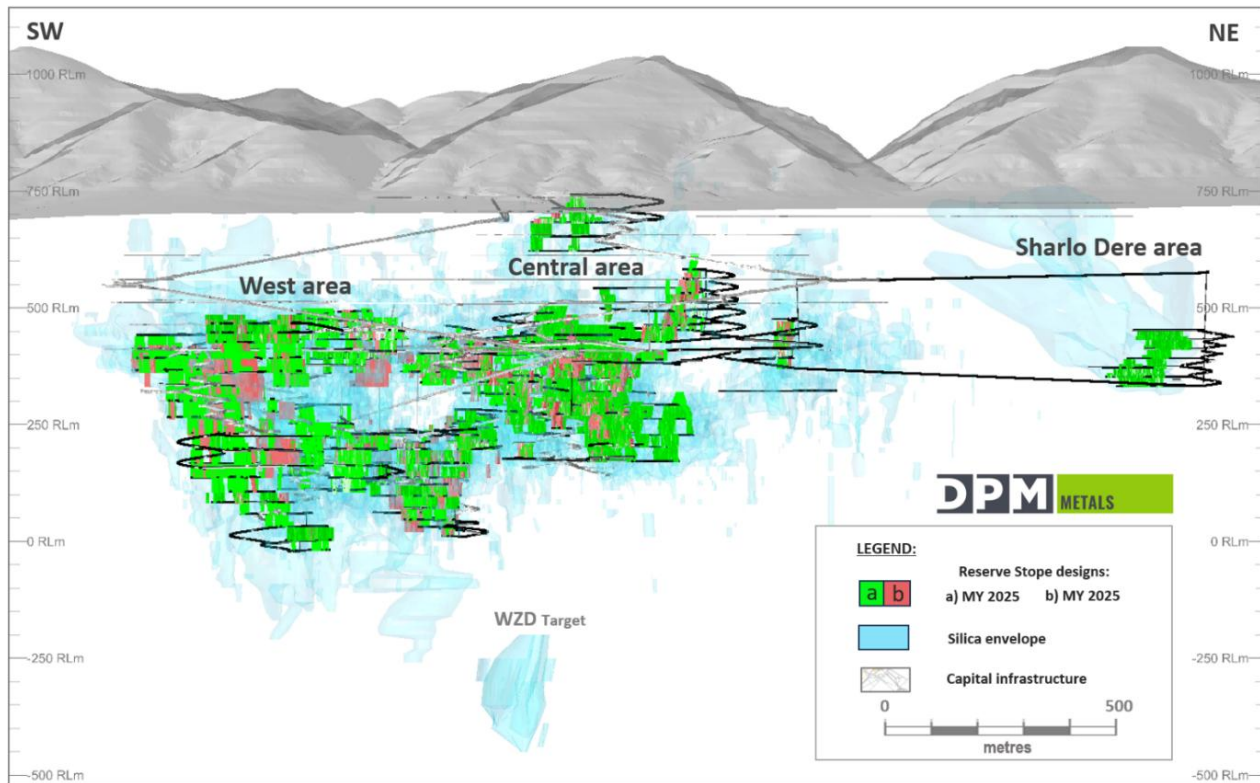 SW
NE
1000 RLm
1000 RLm
750 RLm
750 RLm
Sharlo Dere area
Central area
West area
500 RLm
500 RLm
250 RLm
250 RLm
DPM METALS
LEGEND:
Reserve Stope designs:
a b
a) MY 2025 b) MY 2025
Silica envelope
Capital infrastructure
0 500
metres
0 RLm
0 RLm
WZD Target
-250 RLm
-250 RLm
-500 RLm
-500 RLm